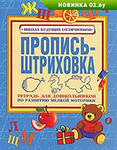 НОВИНКА OZ.by
ШКОЛА БУДУЩИХ ОТЛИЧНИКОВ
ПРОПИСЬ-
ШТРИХОВКА
ТЕТРАДЬ ДЛЯ ДОШКОЛЬНИКОВ
ПО РАЗВИТИЮ МЕЛКОЙ МОТОРИКИ